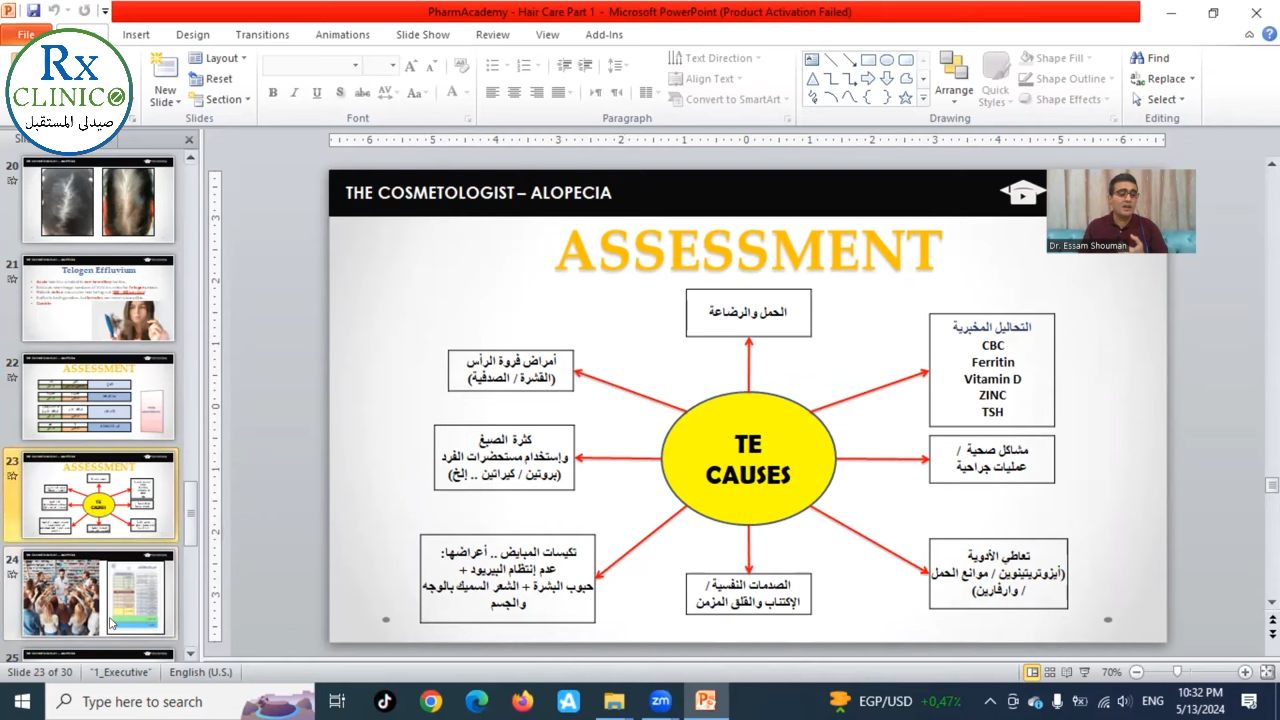 PharmAcademy - Hair Care Part 1 - Microsoft PowerPoint (Product Activation Failed)
File
Insert
Design
Transitions
Animations
Slide Show
Review
View
Add-Ins
Rx
CLINICO
صيدلى المستقبل
New
Slide
Layout
Reset
Section
Slides
Font
Text Direction
Align Text
Convert to SmartArt
Paragraph
Arrange
Quick
Styles
Shape Fill
Shape Outline
Shape Effects
Drawing
Find
Replace
Select
Editing
20
21
Telogen Effluvium
22
ASSESSMENT
23
ASSESSMENT
TE
CAUSES
24
25
THE COSMETOLOGIST – ALOPECIA
Dr. Essam Shouman
ASSESSMENT
الحمل والرضاعة
التحاليل المخبرية
CBC
Ferritin
Vitamin D
ZINC
TSH
أمراض فروة الرأس
(القشرة / الصدفية)
كثرة الصبغ
وإستخدام مستحضرات الفرد
(بروتين / كيراتين .. إلخ)
TE
CAUSES
مشاكل صحية /
عمليات جراحية
تكيسات المبايض .. أعراضها:
عدم إنتظام البيريود +
حبوب البشرة + الشعر السميك بالوجه
والجسم
الصدمات النفسية /
الإكتئاب والقلق المزمن
تعاطي الأدوية
(أيزوتريتينوين / موانع الحمل
/ وارفارين)
Slide 23 of 30
"1_Executive"
English (U.S.)
70%
Type here to search
EGP/USD
+0,47%
ENG
10:32 PM
5/13/2024